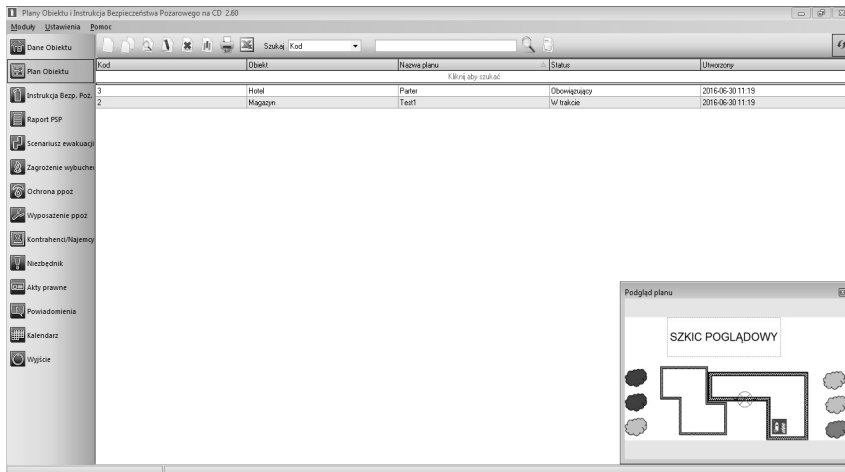 Plany Obiektu i Instrukcja Bezpieczeństwa Pożarowego na CD 2.60
Moduły Ustawienia Pomoc
Dane Obiektu
Szukaj Kod
Plan Obiektu
Kod Obiekt Nazwa planu Status Utworzony
Kliknij aby szukać
Instrukcja Bezp. Poż.
3 Hotel Parter Obowiązujący 2016-06-30 11:19
2 Magazyn Test1 W trakcie 2016-06-30 11:19
Raport PSP
Scenariusz ewakuacji
Zagrożenie wybuchem
Ochrona ppoż
Wyposażenie ppoż
Kontrahenci/Najemcy
Niezbędnik
Akty prawne
Powiadomienia
Kalendarz
Wyjście
Podgląd planu
SZKIC POGLĄDOWY